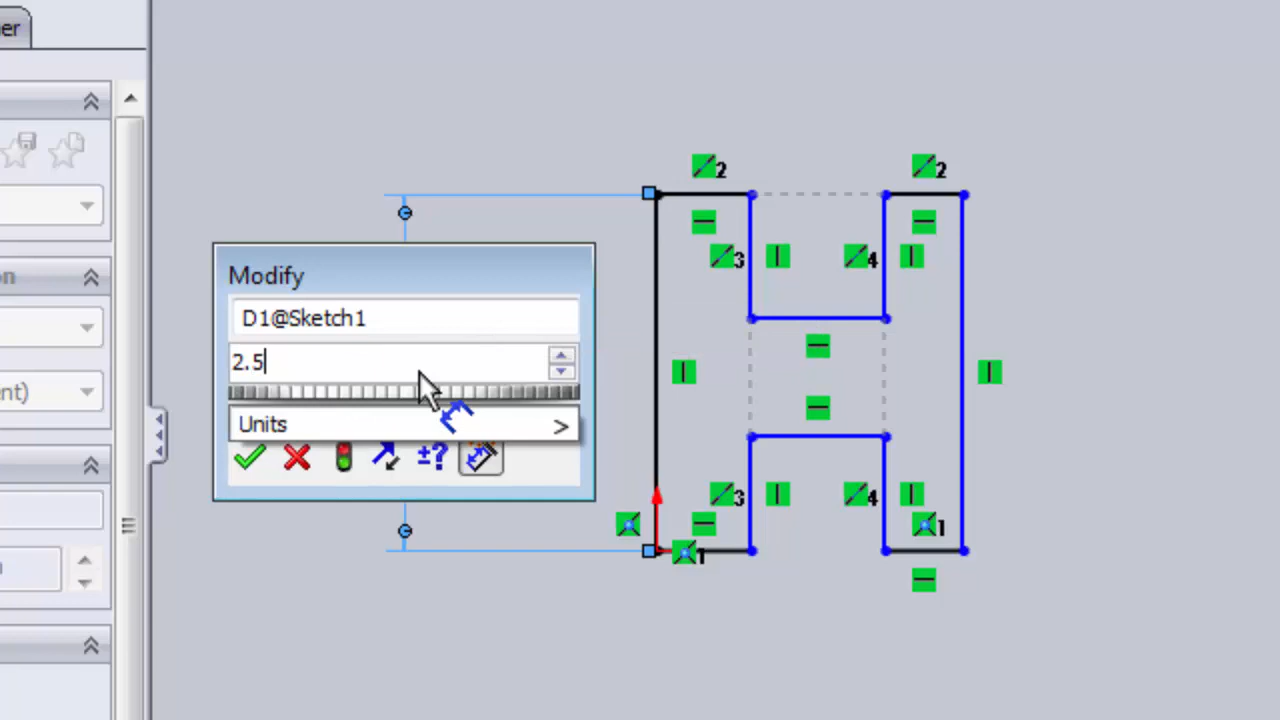 er
on
nt)
Modify
D1@Sketch1
2.5
Units >
±?
2 2
3 4
3 4
1
1